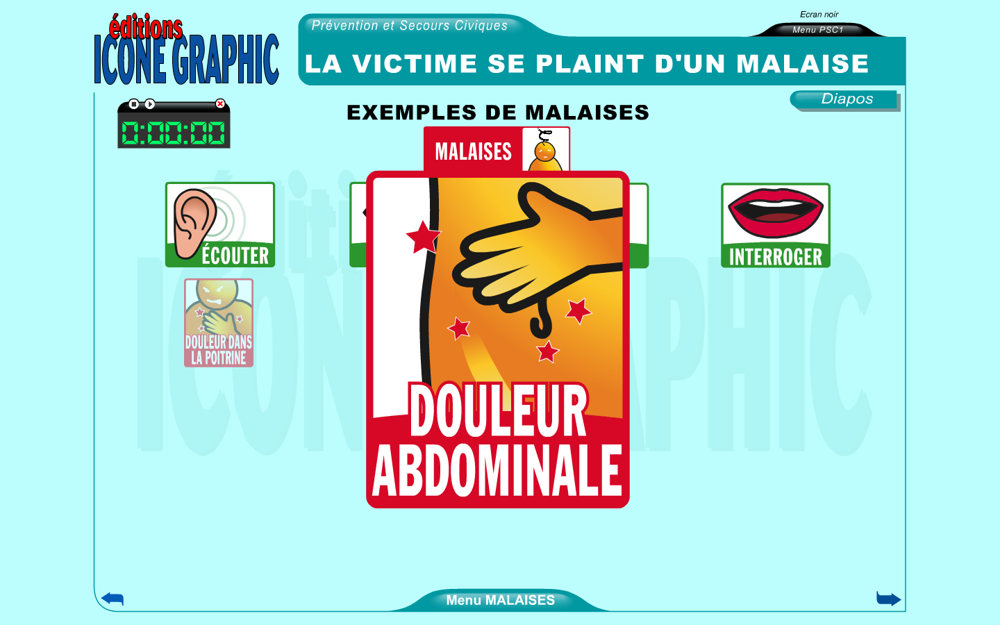 éditions
ICONE GRAPHIC
Prévention et Secours Civiques
Ecran noir
Menu PSC1
LA VICTIME SE PLAINT D'UN MALAISE
Diapos
0:00:00
EXEMPLES DE MALAISES
MALAISES
ÉCOUTER
INTERROGER
DOULEUR DANS
LA POITRINE
DOULEUR
ABDOMINALE
Menu MALAISES